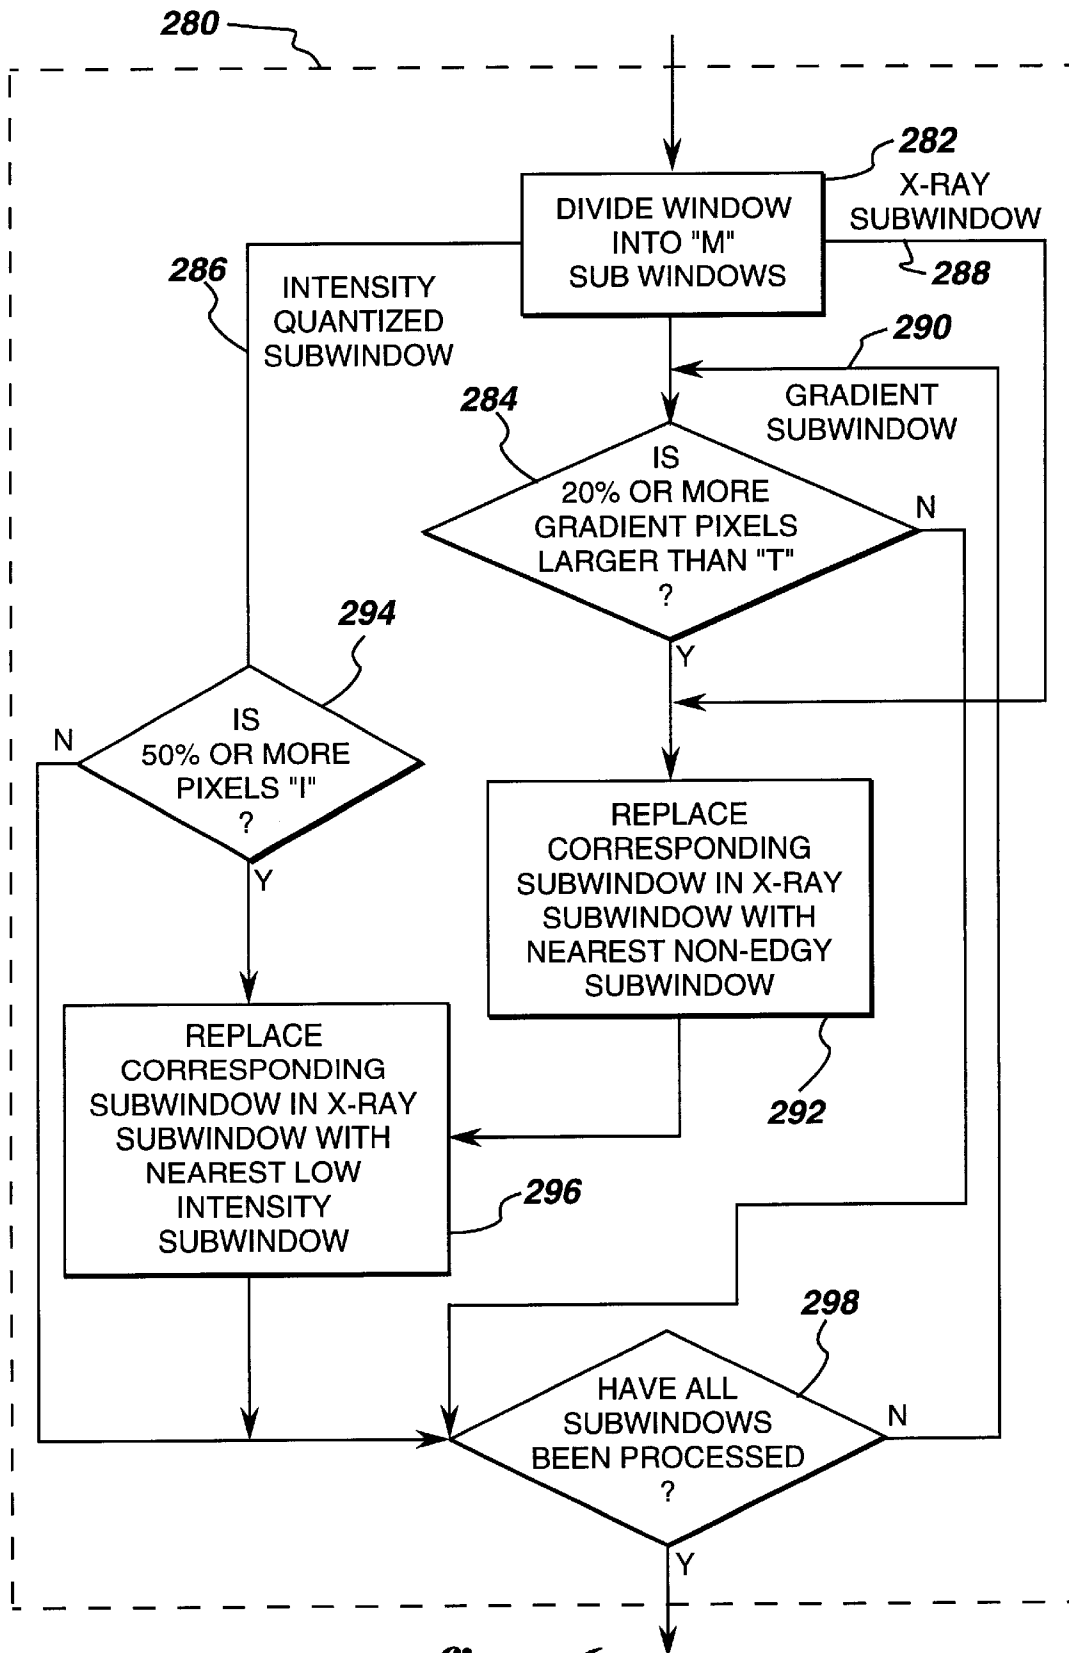 280
282
X-RAY
SUBWINDOW
288
DIVIDE WINDOW
INTO "M"
SUB WINDOWS
286
INTENSITY
QUANTIZED
SUBWINDOW
290
GRADIENT
SUBWINDOW
284
IS
20% OR MORE
GRADIENT PIXELS
LARGER THAN "T"
?
N
Y
294
IS
50% OR MORE
PIXELS "I"
?
N
Y
REPLACE
CORRESPONDING
SUBWINDOW IN X-RAY
SUBWINDOW WITH
NEAREST NON-EDGY
SUBWINDOW
292
REPLACE
CORRESPONDING
SUBWINDOW IN X-RAY
SUBWINDOW WITH
NEAREST LOW
INTENSITY
SUBWINDOW
296
298
HAVE ALL
SUBWINDOWS
BEEN PROCESSED
?
N
Y